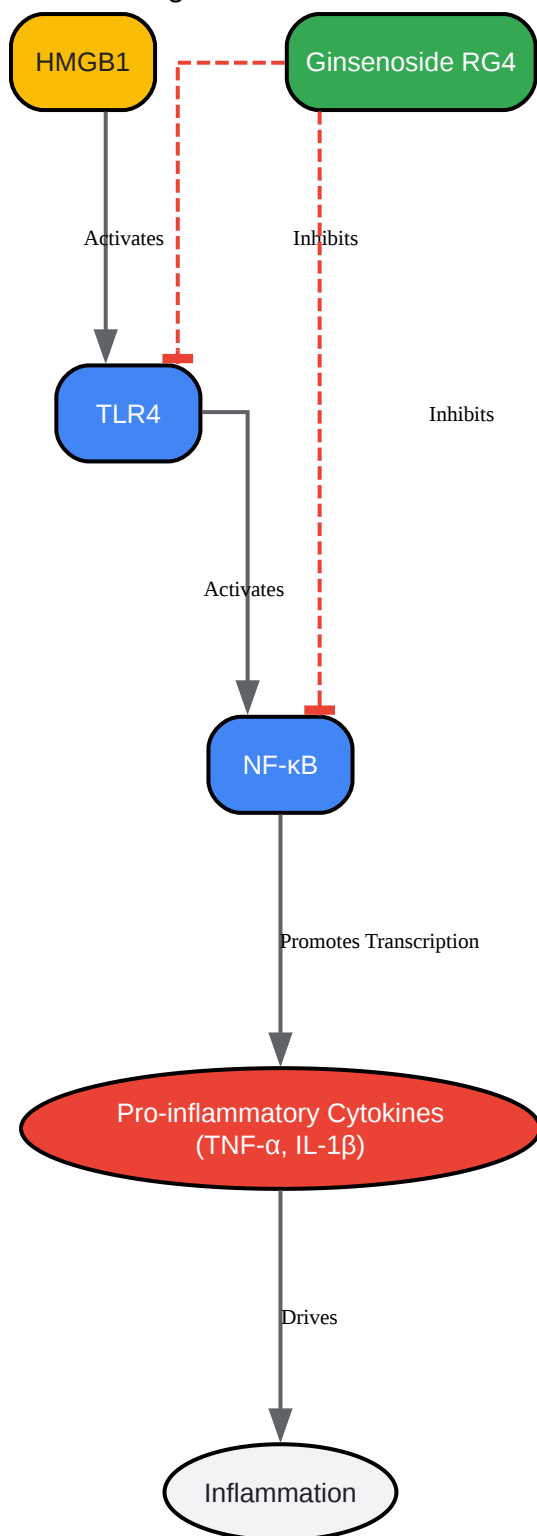 HMGB1
Ginsenoside RG4
Activates
Inhibits
TLR4
Inhibits
Activates
NF-κB
Promotes Transcription
Pro-inflammatory Cytokines
(TNF-α, IL-1β)
Drives
Inflammation